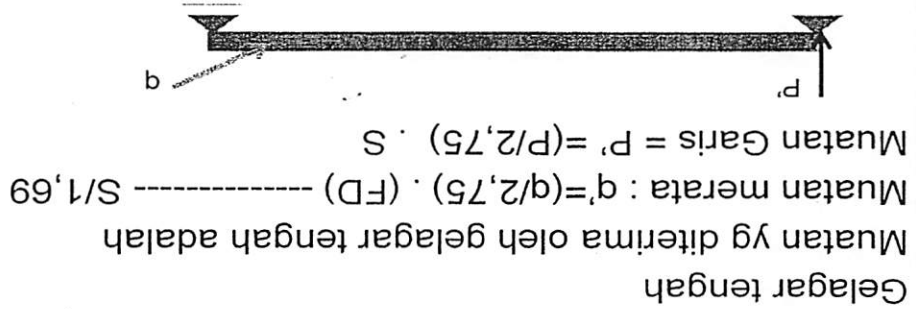 Gelagar tengah
Muatan yg diterima oleh gelagar tengah adalah
Muatan merata : q'=(q/2,75) . (FD) --------------- S/1,69
Muatan Garis = P' =(P/2,75) . S
P'
q